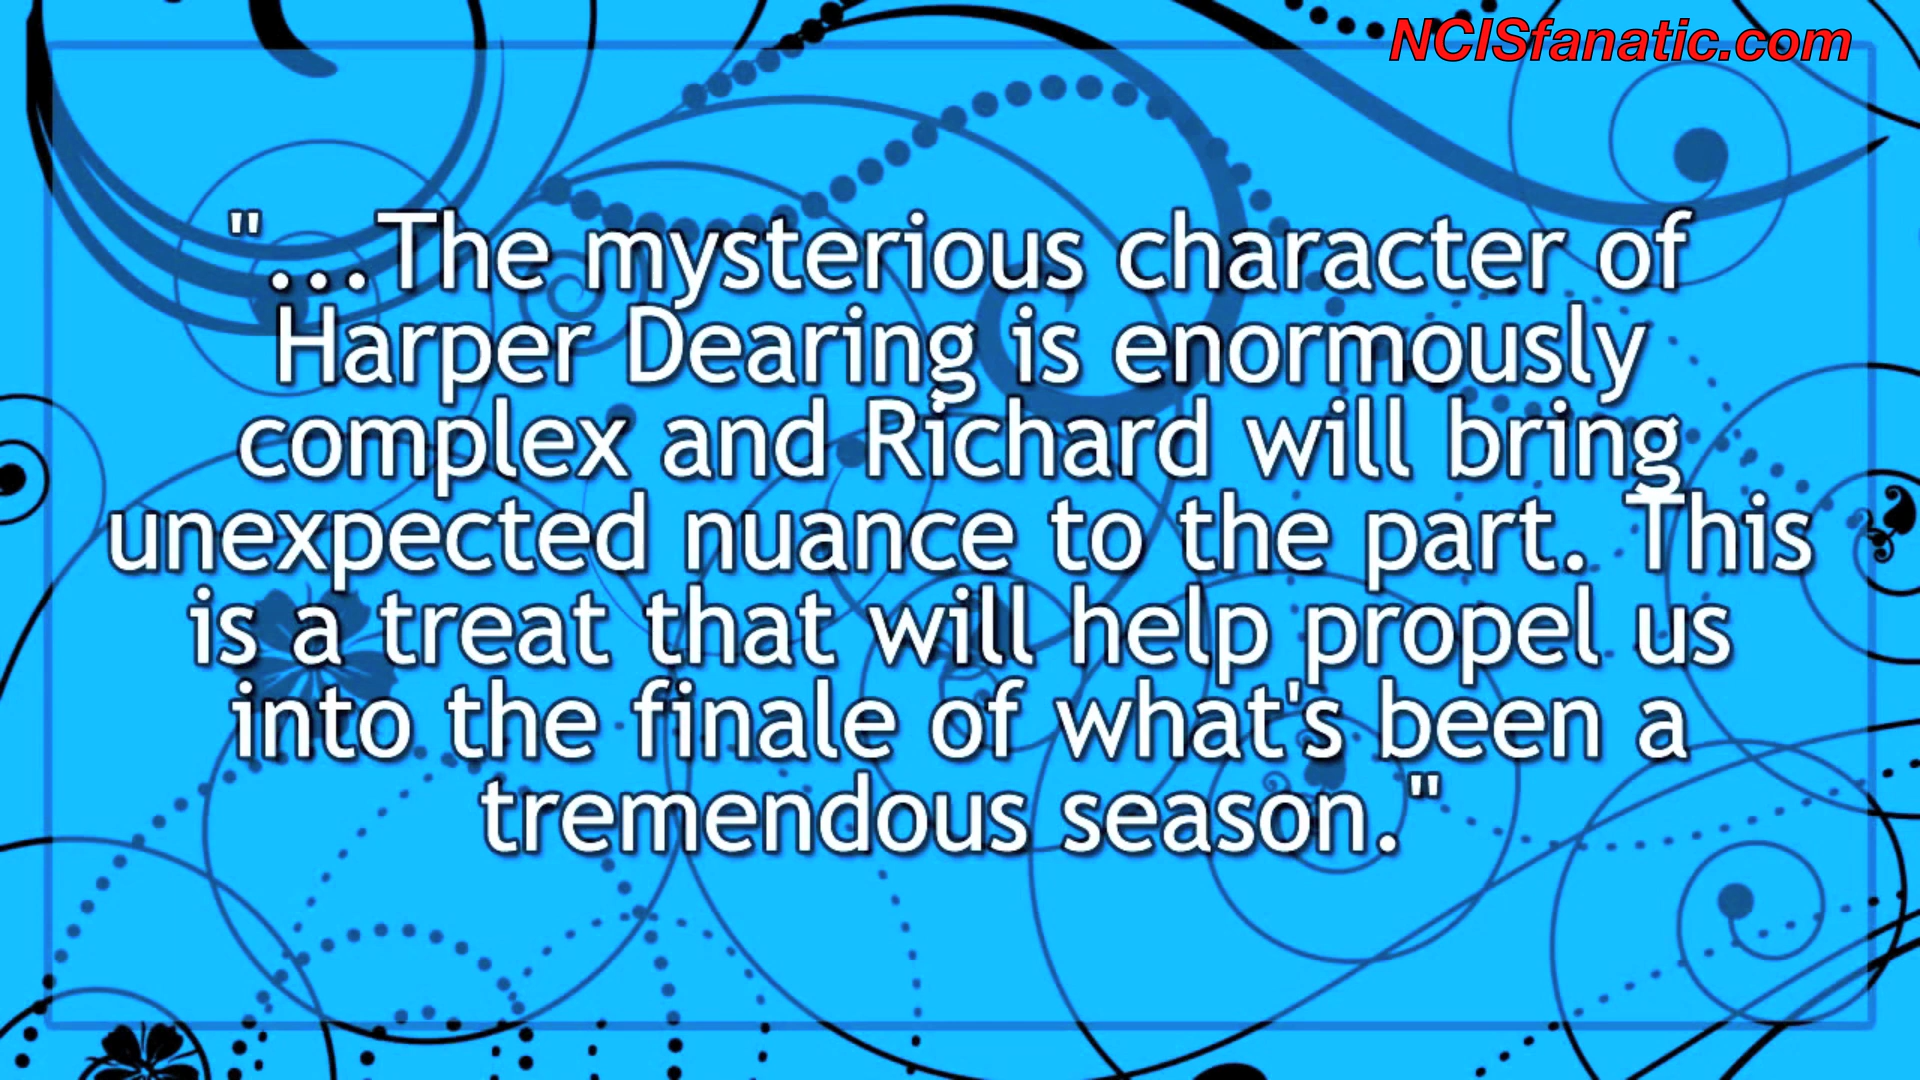 NCISfanatic.com
"...The mysterious character of
Harper Dearing is enormously
complex and Richard will bring
unexpected nuance to the part. This
is a treat that will help propel us
into the finale of what's been a
tremendous season."